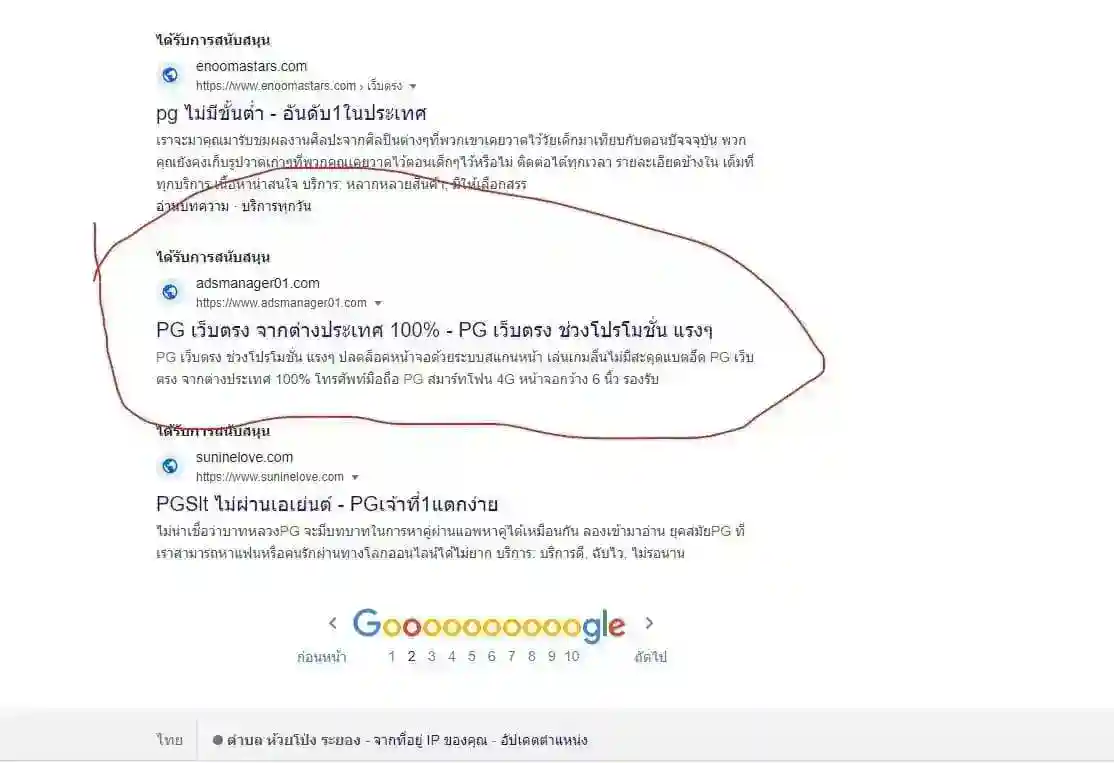 ได้รับการสนับสนุน
enoomastars.com
https://www.enoomastars.com › เว็บตรง
pg ไม่มีขั้นต่ำ - อันดับ1ในประเทศ
เราจะมาคุณมารับชมผลงานศิลปะจากศิลปินต่างๆที่พวกเขาเคยวาดไว้วัยเด็กมาเทียบกับตอนปัจจุบัน พวก
คุณยังคงเก็บรูปวาดเก่าๆที่พวกคุณเคยวาดไว้ตอนเด็กๆไว้หรือไม่ ติดต่อได้ทุกเวลา รายละเอียดข้างใน เต็มที่
ทุกบริการ เนื้อหาน่าสนใจ บริการ: หลากหลายสินค้า, มีให้เลือกสรร
อ่านบทความ · บริการทุกวัน
ได้รับการสนับสนุน
adsmanager01.com
https://www.adsmanager01.com
PG เว็บตรง จากต่างประเทศ 100% - PG เว็บตรง ช่วงโปรโมชั่น แรงๆ
PG เว็บตรง ช่วงโปรโมชั่น แรงๆ ปลดล็อคหน้าจอด้วยระบบสแกนหน้า เล่นเกมลื่นไม่มีสะดุดแบตอึด PG เว็บ
ตรง จากต่างประเทศ 100% โทรศัพท์มือถือ PG สมาร์ทโฟน 4G หน้าจอกว้าง 6 นิ้ว รองรับ
ได้รับการสนับสนุน
suninelove.com
https://www.suninelove.com
PGSlt ไม่ผ่านเอเย่นต์ - PGเจ้าที่1แตกง่าย
ไม่น่าเชื่อว่าบาทหลวงPG จะมีบทบาทในการหาคู่ผ่านแอพหาคู่ได้เหมือนกัน ลองเข้ามาอ่าน ยุคสมัยPG ที่
เราสามารถหาแฟนหรือคนรักผ่านทางโลกออนไลน์ได้ไม่ยาก บริการ: บริการดี, ฉับไว, ไม่รอนาน
Goooooooooogle
ก่อนหน้า 1 2 3 4 5 6 7 8 9 10 ถัดไป
ไทย ตำบล ห้วยโป่ง ระยอง - จากที่อยู่ IP ของคุณ - อัปเดตตำแหน่ง